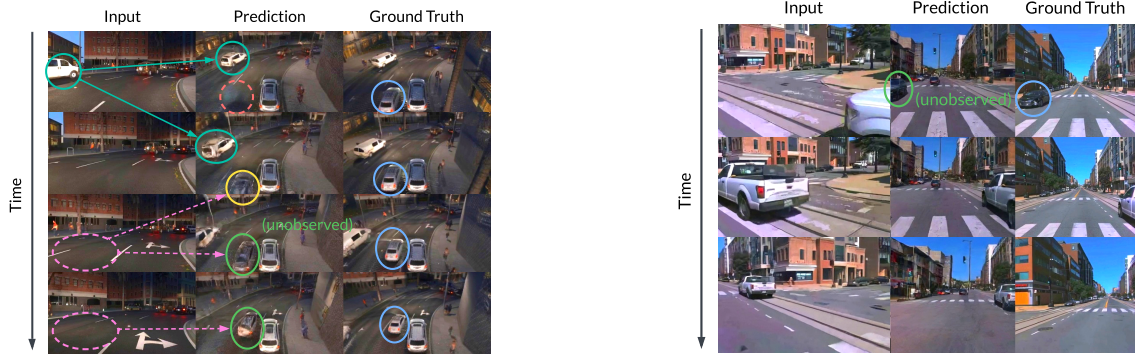 Input Prediction Ground Truth
Time
(unobserved)
Input Prediction Ground Truth
Time
(unobserved)